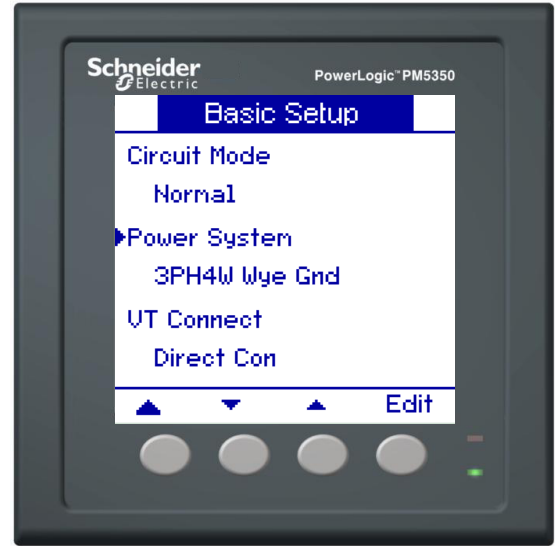 Schneider
Electric
PowerLogic™ PM5350
Basic Setup
Circuit Mode
Normal
Power System
3PH4W Wye Gnd
VT Connect
Direct Con
Edit